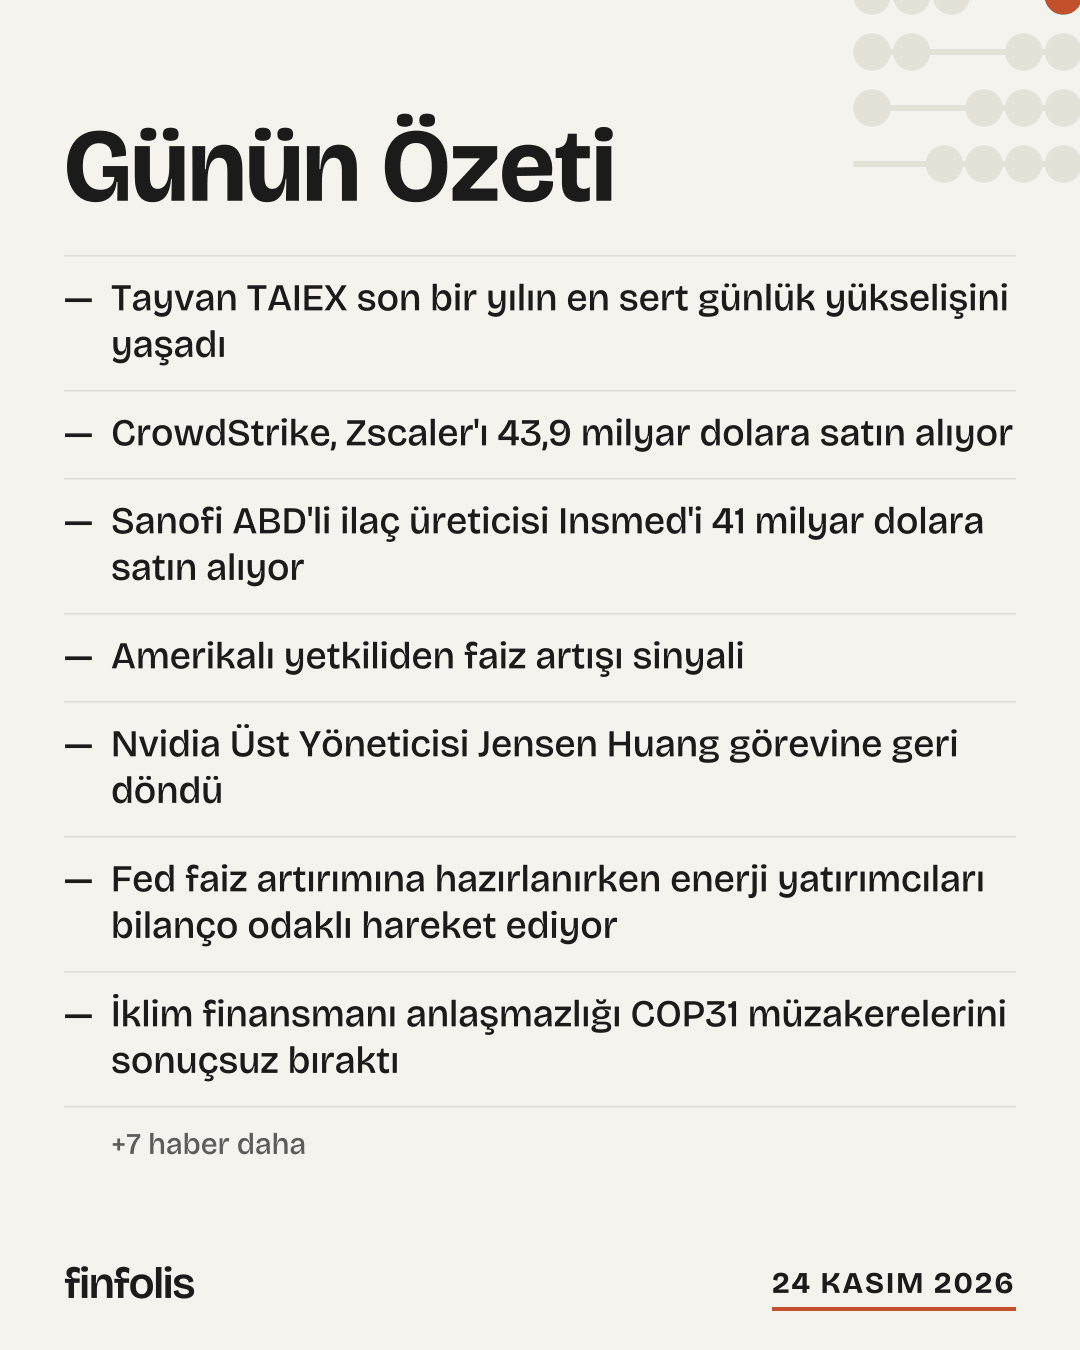 Günün Özeti
— Tayvan TAIEX son bir yılın en sert günlük yükselişini
yaşadı
— CrowdStrike, Zscaler'ı 43,9 milyar dolara satın alıyor
— Sanofi ABD'li ilaç üreticisi Insmed'i 41 milyar dolara
satın alıyor
— Amerikalı yetkiliden faiz artışı sinyali
— Nvidia Üst Yöneticisi Jensen Huang görevine geri
döndü
— Fed faiz artırımına hazırlanırken enerji yatırımcıları
bilanço odaklı hareket ediyor
— İklim finansmanı anlaşmazlığı COP31 müzakerelerini
sonuçsuz bıraktı
+7 haber daha
finfolis
24 KASIM 2026